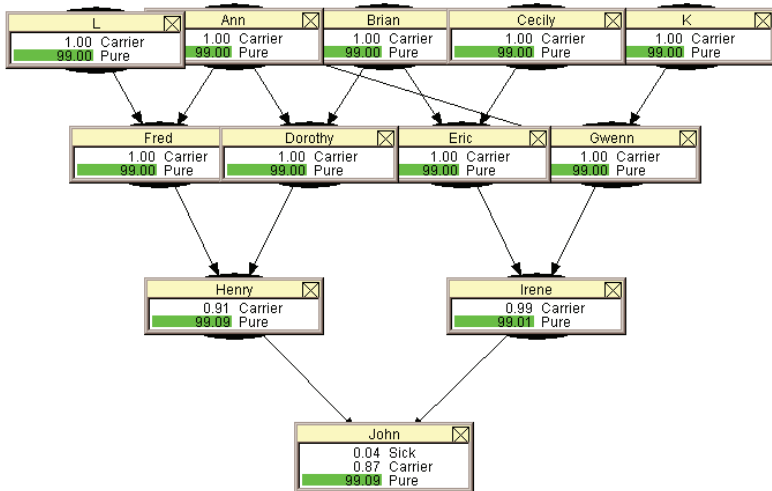 L
1.00 Carrier
99.00 Pure
Ann
1.00 Carrier
99.00 Pure
Brian
1.00 Carrier
99.00 Pure
Cecily
1.00 Carrier
99.00 Pure
K
1.00 Carrier
99.00 Pure
Fred
1.00 Carrier
99.00 Pure
Dorothy
1.00 Carrier
99.00 Pure
Eric
1.00 Carrier
99.00 Pure
Gwenn
1.00 Carrier
99.00 Pure
Henry
0.91 Carrier
99.09 Pure
Irene
0.99 Carrier
99.01 Pure
John
0.04 Sick
0.87 Carrier
99.09 Pure